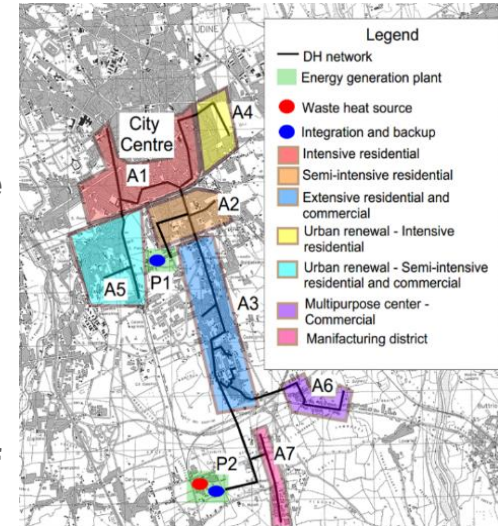 UDINE
City
Centre
A4
A1
A2
A5
P1
A3
A6
A7
P2
Legend
DH network
Energy generation plant
Waste heat source
Integration and backup
Intensive residential
Semi-intensive residential
Extensive residential and
commercial
Urban renewal - Intensive
residential
Urban renewal - Semi-intensive
residential and commercial
Multipurpose center -
Commercial
Manifacturing district